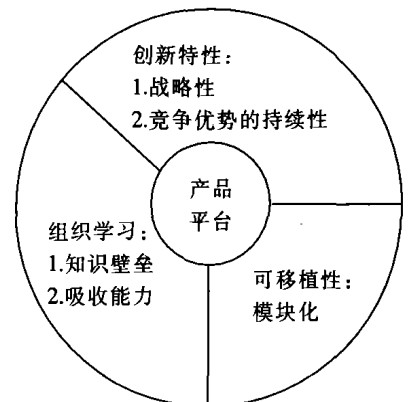 创新特性：
1.战略性
2.竞争优势的持续性
产品
平台
组织学习：
1.知识壁垒
2.吸收能力
可移植性：
模块化